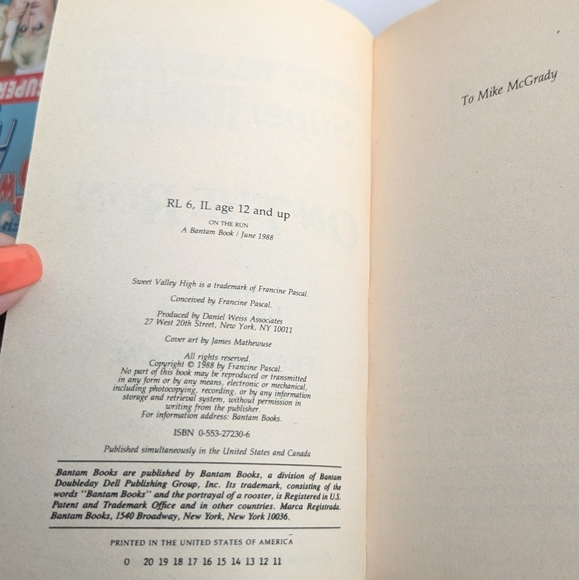 SUPER
RL 6, IL age 12 and up
ON THE RUN
A Bantam Book / June 1988
Sweet Valley High is a trademark of Francine Pascal.
Conceived by Francine Pascal.
Produced by Daniel Weiss Associates
27 West 20th Street, New York, NY 10011
Cover art by James Mathewuse
All rights reserved.
Copyright © 1988 by Francine Pascal.
No part of this book may be reproduced or transmitted
in any form or by any means, electronic or mechanical,
including photocopying, recording, or by any information
storage and retrieval system, without permission in
writing from the publisher.
For information address: Bantam Books.
ISBN 0-553-27230-6
Published simultaneously in the United States and Canada
Bantam Books are published by Bantam Books, a division of Bantam
Doubleday Dell Publishing Group, Inc. Its trademark, consisting of the
words "Bantam Books" and the portrayal of a rooster, is Registered in U.S.
Patent and Trademark Office and in other countries. Marca Registrada.
Bantam Books, 1540 Broadway, New York, New York 10036.
PRINTED IN THE UNITED STATES OF AMERICA
O 20 19 18 17 16 15 14 13 12 11
To Mike McGrady